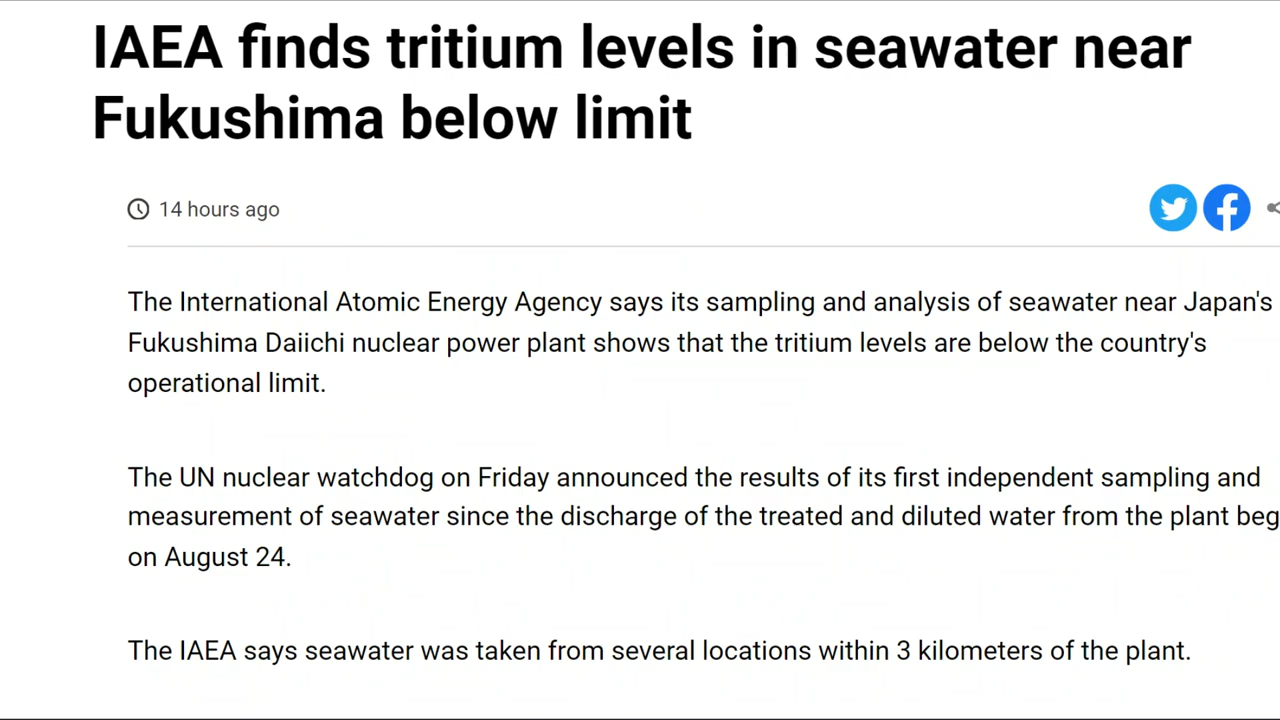 IAEA finds tritium levels in seawater near
Fukushima below limit
14 hours ago
The International Atomic Energy Agency says its sampling and analysis of seawater near Japan's
Fukushima Daiichi nuclear power plant shows that the tritium levels are below the country's
operational limit.
The UN nuclear watchdog on Friday announced the results of its first independent sampling and
measurement of seawater since the discharge of the treated and diluted water from the plant beg
on August 24.
The IAEA says seawater was taken from several locations within 3 kilometers of the plant.